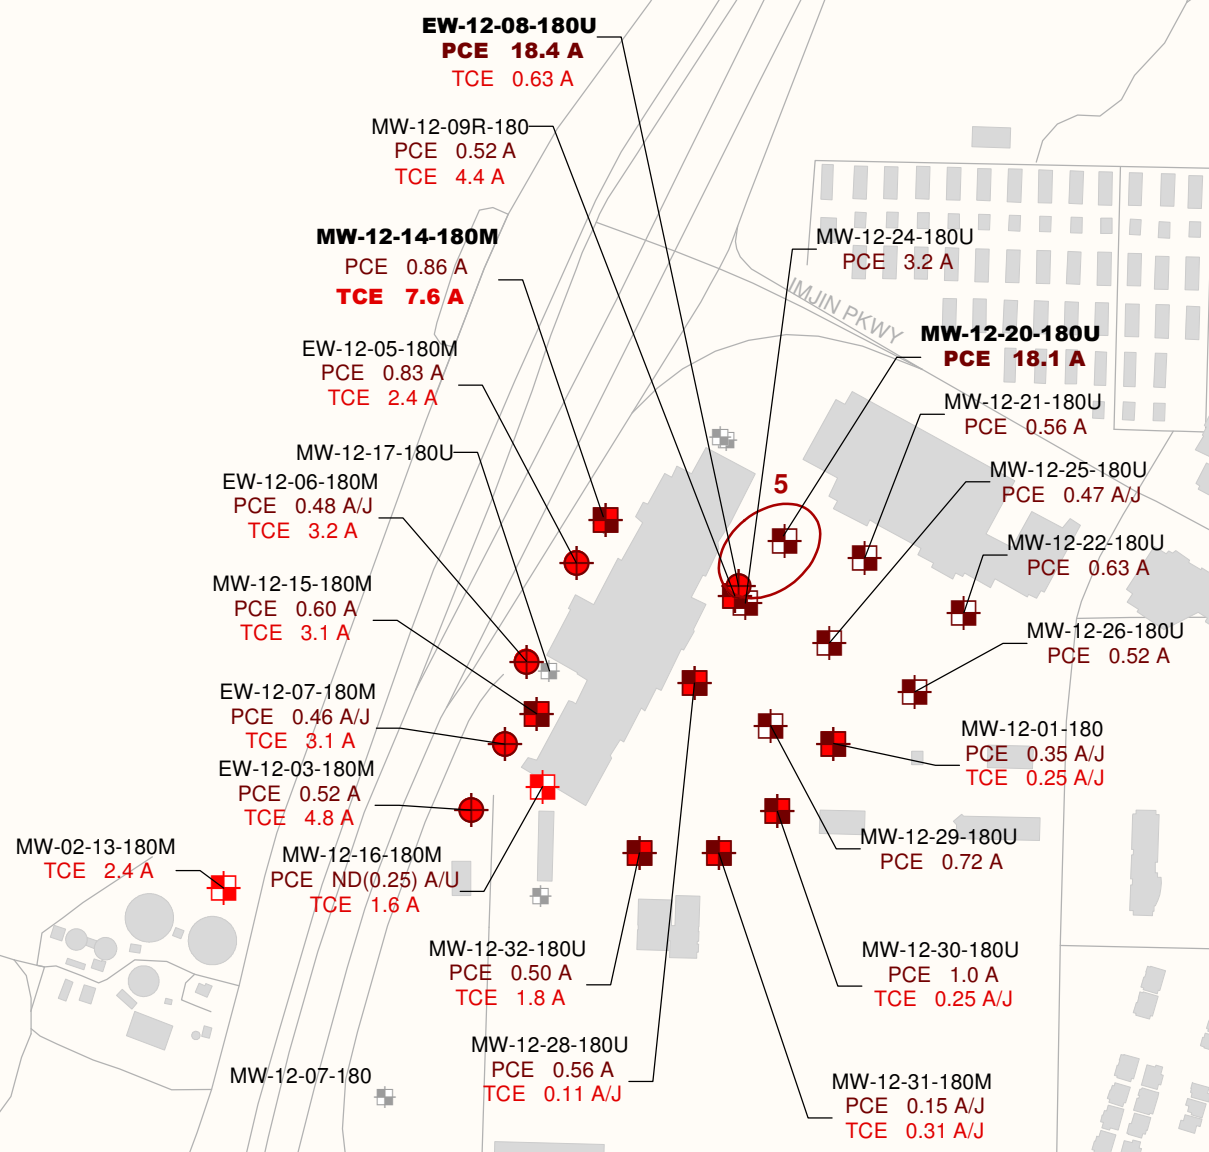 EW-12-08-180U
PCE 18.4 A
TCE 0.63 A
MW-12-09R-180
PCE 0.52 A
TCE 4.4 A
MW-12-14-180M
PCE 0.86 A
TCE 7.6 A
MW-12-24-180U
PCE 3.2 A
IMJIN PKWY
MW-12-20-180U
PCE 18.1 A
EW-12-05-180M
PCE 0.83 A
TCE 2.4 A
MW-12-21-180U
PCE 0.56 A
MW-12-17-180U
MW-12-25-180U
PCE 0.47 A/J
EW-12-06-180M
PCE 0.48 A/J
TCE 3.2 A
5
MW-12-22-180U
PCE 0.63 A
MW-12-15-180M
PCE 0.60 A
TCE 3.1 A
MW-12-26-180U
PCE 0.52 A
EW-12-07-180M
PCE 0.46 A/J
TCE 3.1 A
MW-12-01-180
PCE 0.35 A/J
TCE 0.25 A/J
EW-12-03-180M
PCE 0.52 A
TCE 4.8 A
MW-12-29-180U
PCE 0.72 A
MW-02-13-180M
TCE 2.4 A
MW-12-16-180M
PCE ND(0.25) A/U
TCE 1.6 A
MW-12-32-180U
PCE 0.50 A
TCE 1.8 A
MW-12-30-180U
PCE 1.0 A
TCE 0.25 A/J
MW-12-28-180U
PCE 0.56 A
TCE 0.11 A/J
MW-12-07-180
MW-12-31-180M
PCE 0.15 A/J
TCE 0.31 A/J